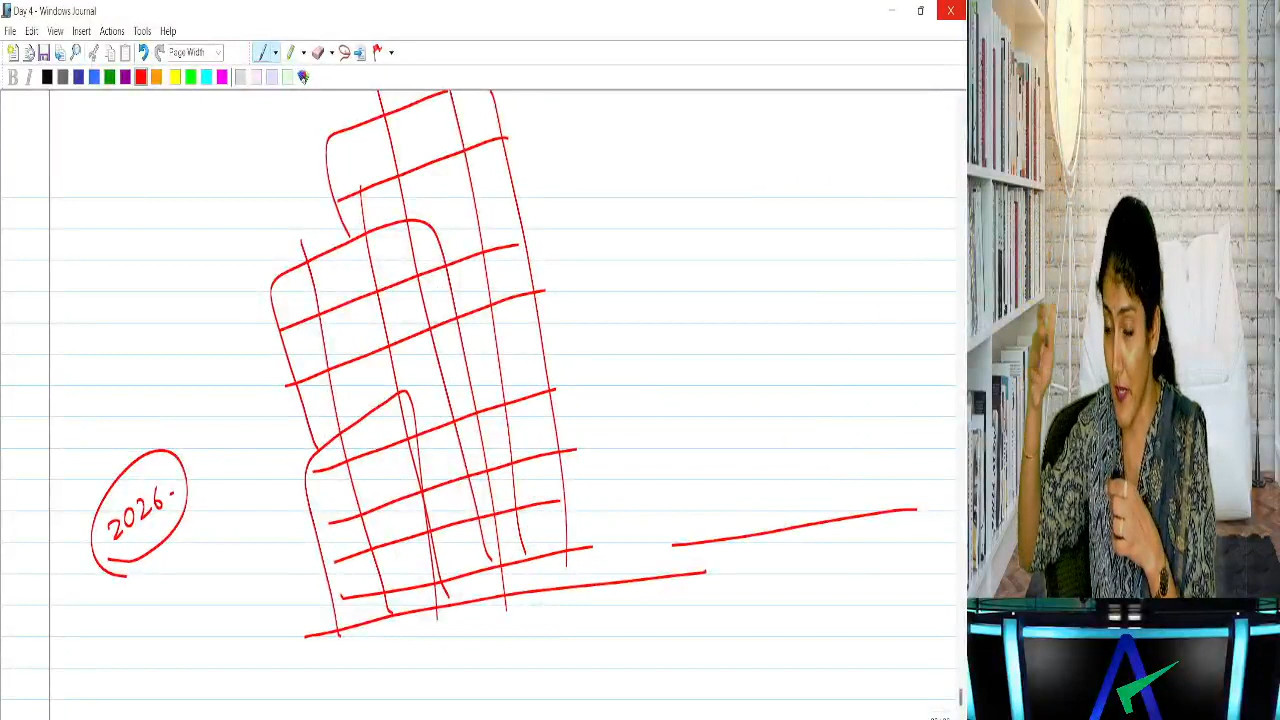 Day 4 - Windows Journal
File Edit View Insert Actions Tools Help
Page Width
B I
2026.